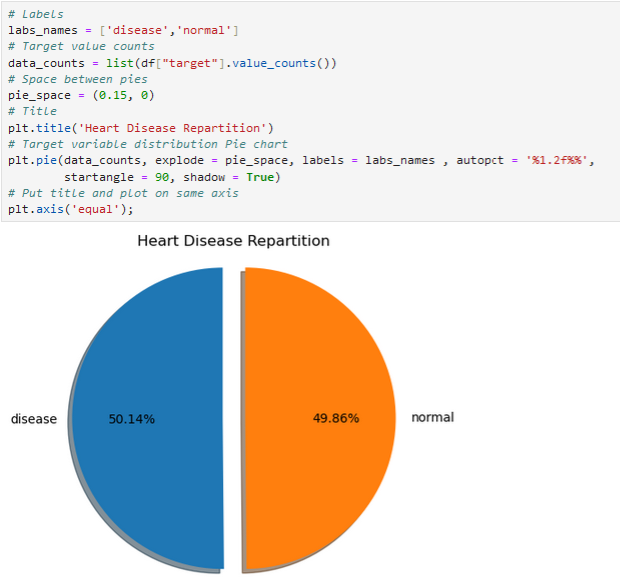 # Labels
labs_names = ['disease','normal']
# Target value counts
data_counts = list(df["target"].value_counts())
# Space between pies
pie_space = (0.15, 0)
# Title
plt.title('Heart Disease Repartition')
# Target variable distribution Pie chart
plt.pie(data_counts, explode = pie_space, labels = labs_names , autopct = '%1.2f%%',
        startangle = 90, shadow = True)
# Put title and plot on same axis
plt.axis('equal');
Heart Disease Repartition
disease
50.14%
49.86%
normal